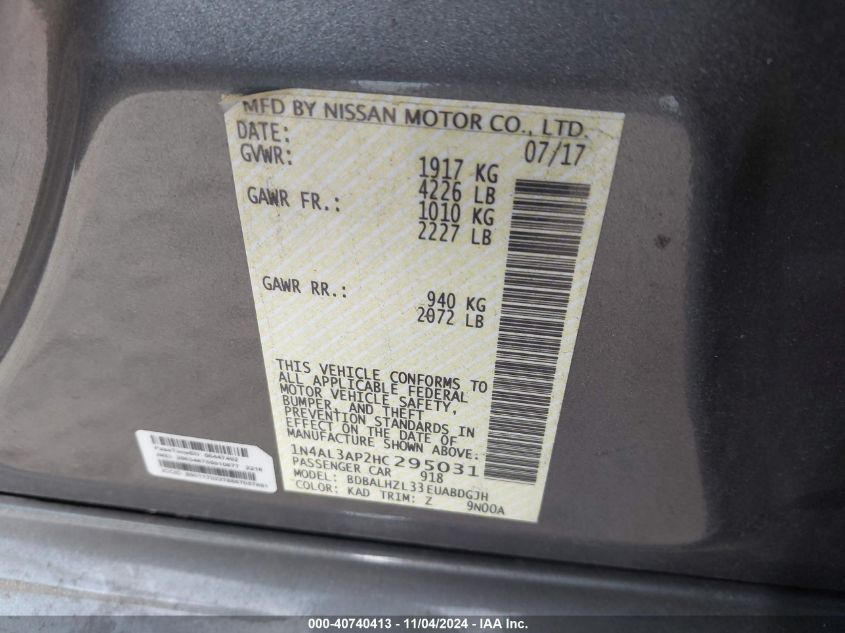 MFD BY NISSAN MOTOR CO., LTD.
DATE: 07/17
GVWR: 1917 KG
4226 LB
GAWR FR.: 1010 KG
2227 LB
GAWR RR.: 940 KG
2072 LB
THIS VEHICLE CONFORMS TO
ALL APPLICABLE FEDERAL
MOTOR VEHICLE SAFETY,
BUMPER, AND THEFT
PREVENTION STANDARDS IN
EFFECT ON THE DATE OF
MANUFACTURE SHOWN ABOVE.
1N4AL3AP2HC295031
PASSENGER CAR 918
MODEL: BDBALHZL33EUABDGJH
COLOR: KAD TRIM: Z 9N00A
000-40740413 - 11/04/2024 - IAA Inc.